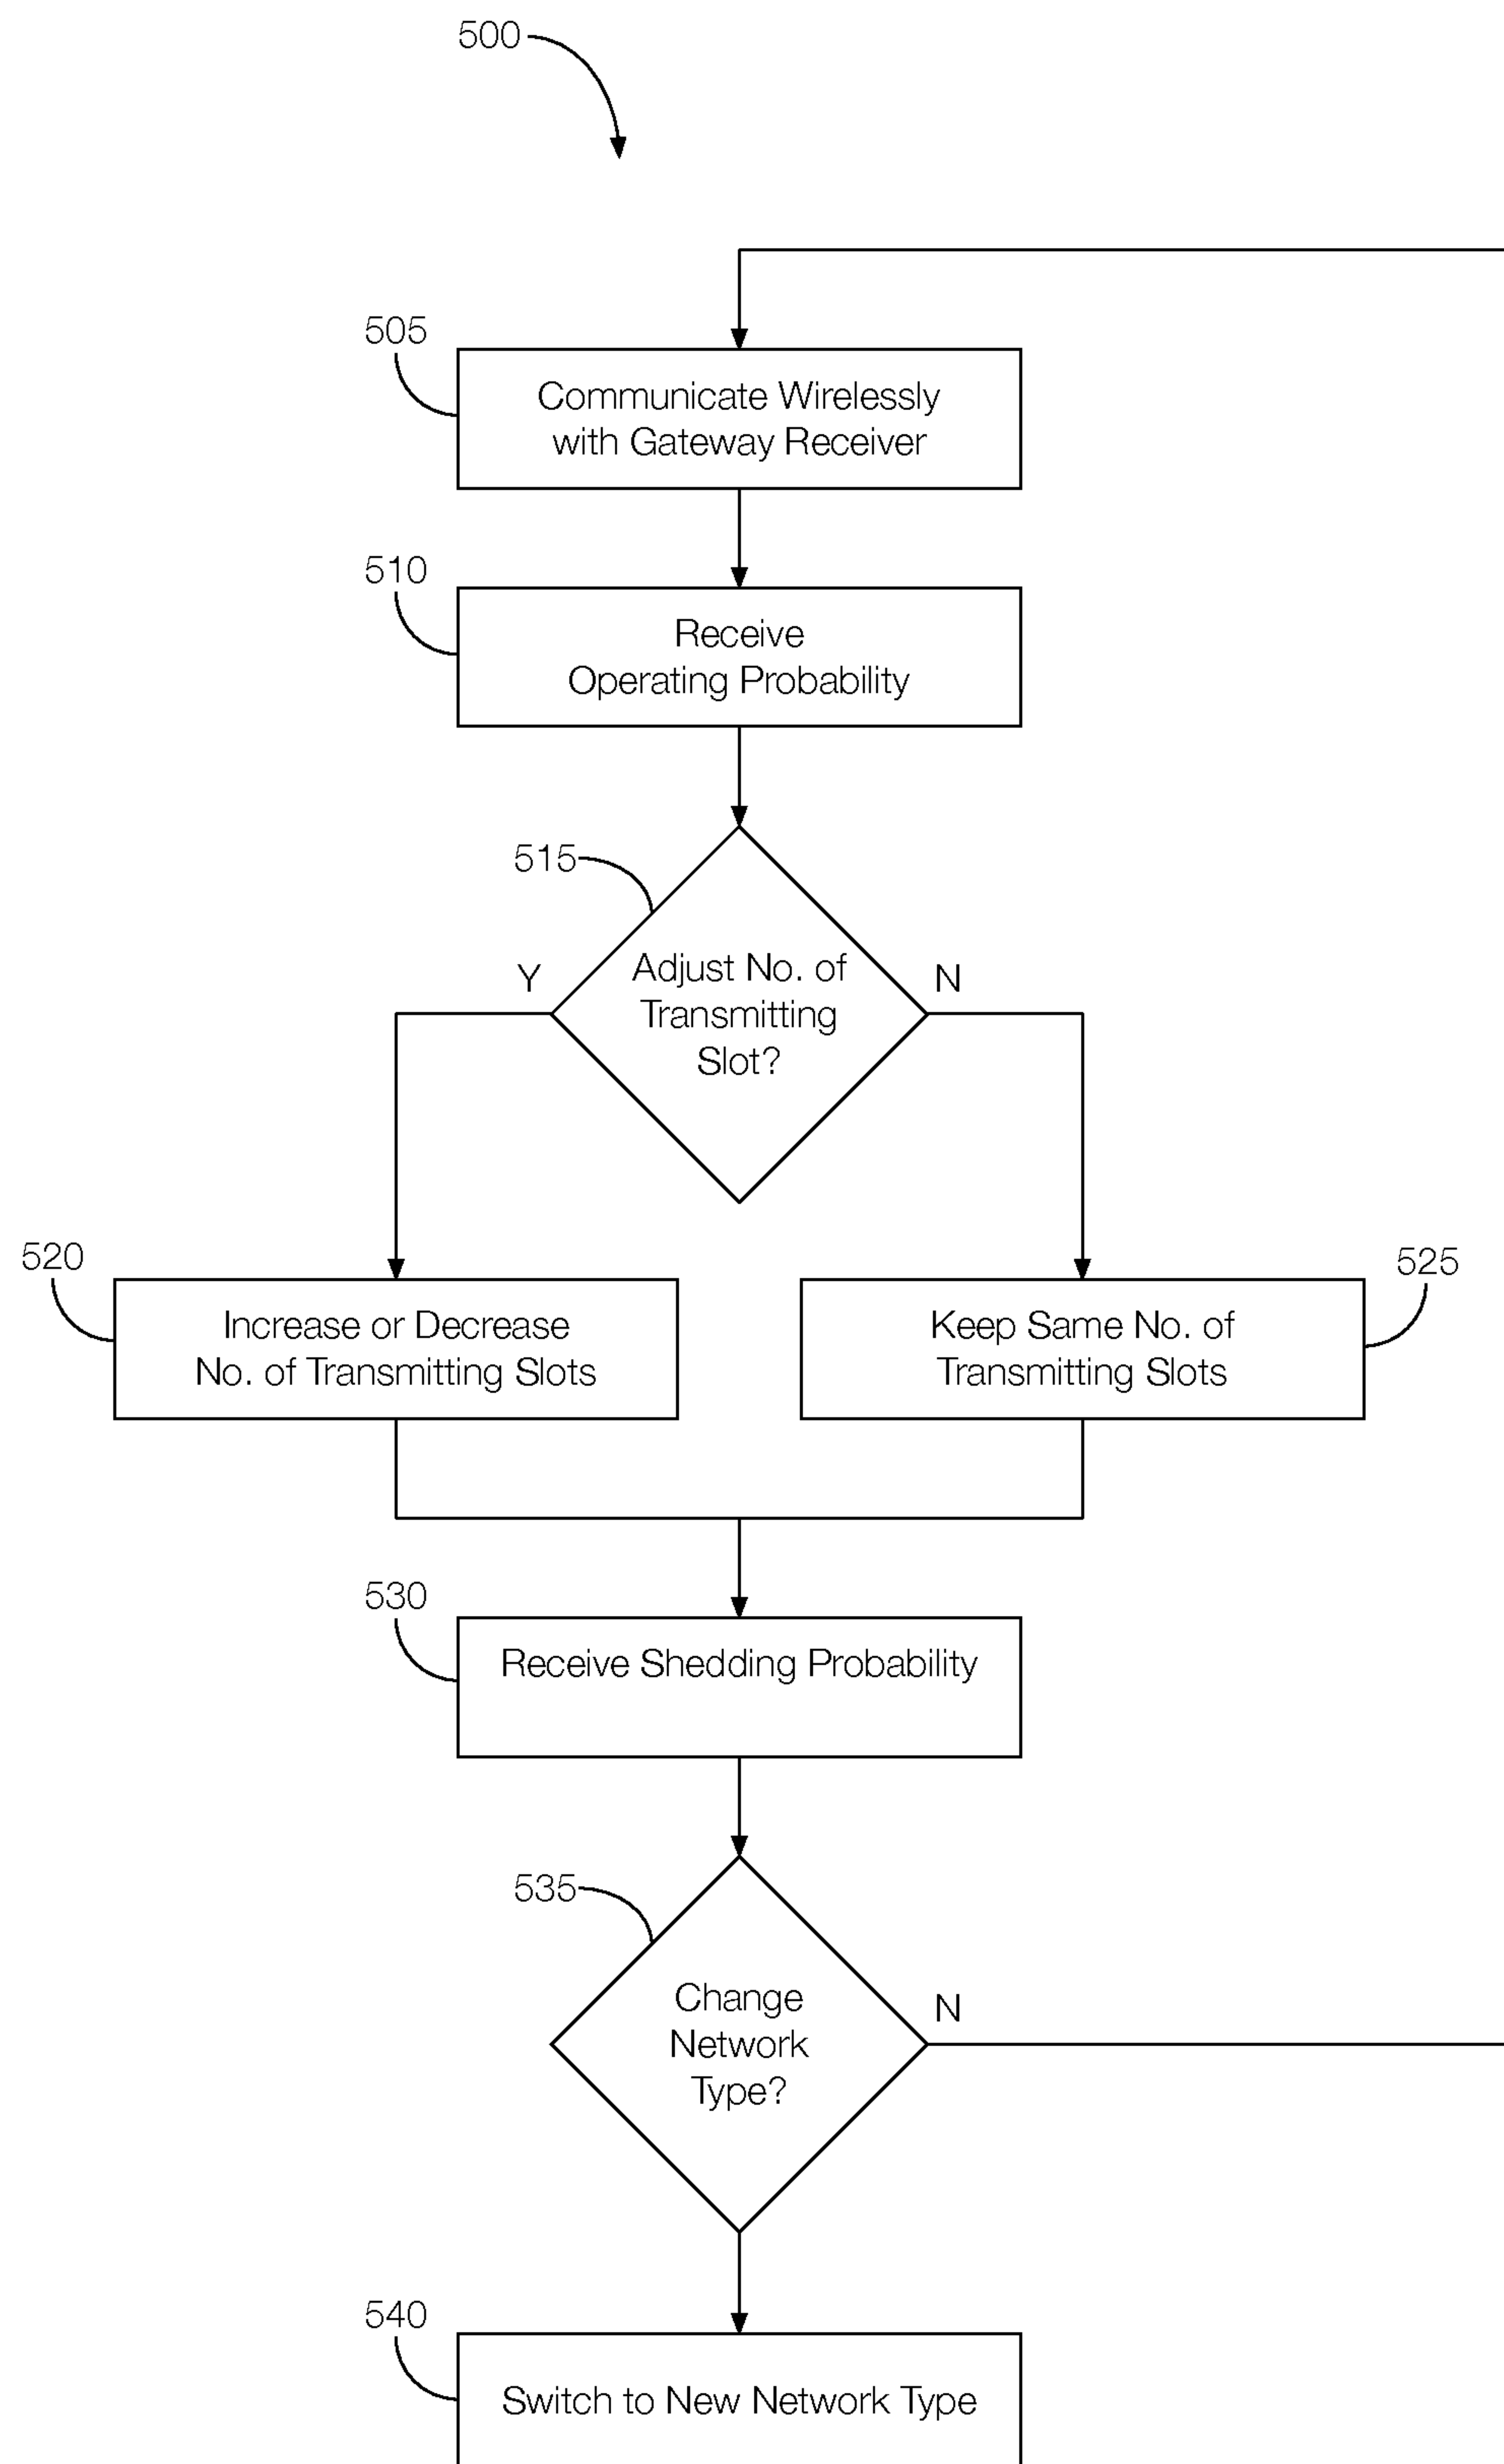 500
505
Communicate Wirelessly
with Gateway Receiver
510
Receive
Operating Probability
515
Adjust No. of
Transmitting
Slot?
Y
N
520
Increase or Decrease
No. of Transmitting Slots
525
Keep Same No. of
Transmitting Slots
530
Receive Shedding Probability
535
Change
Network
Type?
N
540
Switch to New Network Type